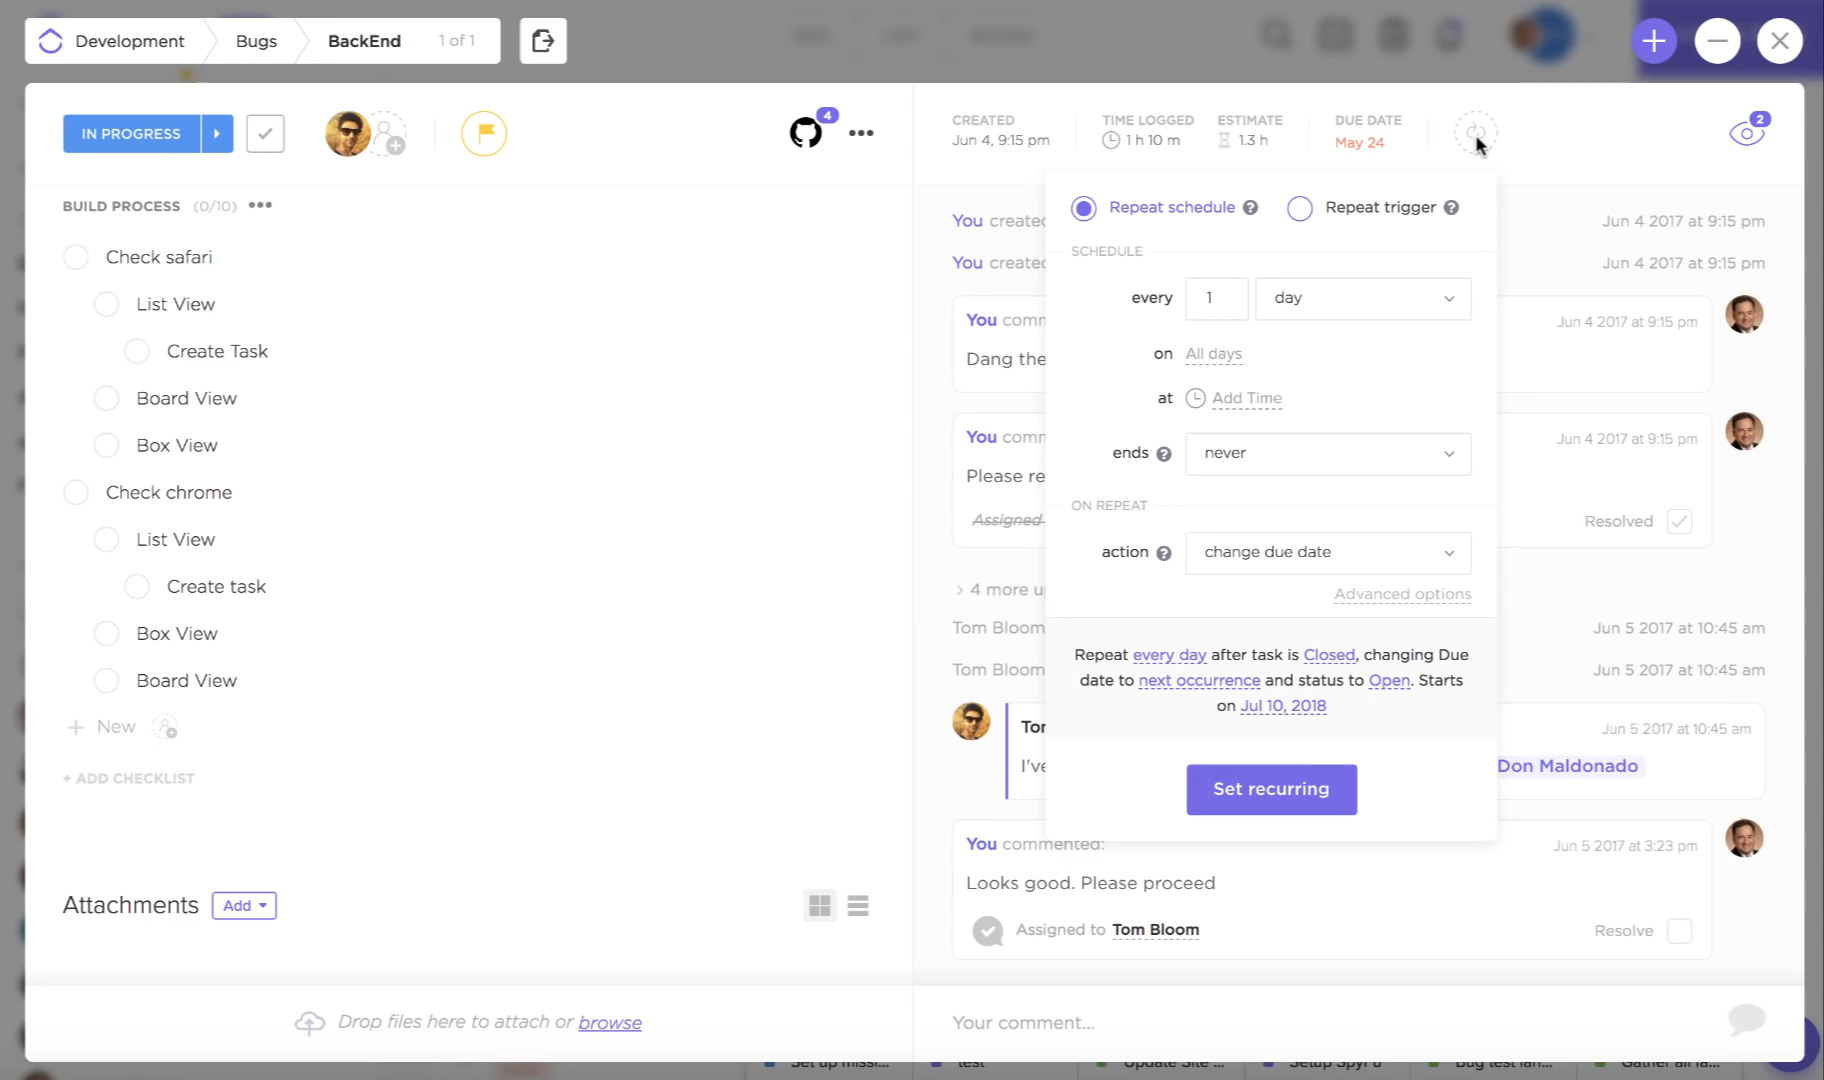 Development
Bugs
BackEnd
1 of 1
IN PROGRESS
4
CREATED
Jun 4, 9:15 pm
TIME LOGGED
1 h 10 m
ESTIMATE
1.3 h
DUE DATE
May 24
2
BUILD PROCESS (0/10)
Check safari
List View
Create Task
Board View
Box View
Check chrome
List View
Create task
Box View
Board View
+ New
+ ADD CHECKLIST
Attachments
Add
Drop files here to attach or browse
Repeat schedule ?
Repeat trigger ?
SCHEDULE
every 1 day
on All days
at Add Time
ends ? never
ON REPEAT
action ? change due date
Advanced options
Repeat every day after task is Closed, changing Due
date to next occurrence and status to Open. Starts
on Jul 10, 2018
Set recurring
You created
Jun 4 2017 at 9:15 pm
You created
Jun 4 2017 at 9:15 pm
You comm
Jun 4 2017 at 9:15 pm
Dang the
You comm
Jun 4 2017 at 9:15 pm
Please re
Assigned
Resolved
> 4 more u
Tom Bloom
Jun 5 2017 at 10:45 am
Tom Bloom
Jun 5 2017 at 10:45 am
Jun 5 2017 at 10:45 am
I've
Don Maldonado
You commented:
Jun 5 2017 at 3:23 pm
Looks good. Please proceed
Assigned to Tom Bloom
Resolve
Your comment...
test
Update Site ...